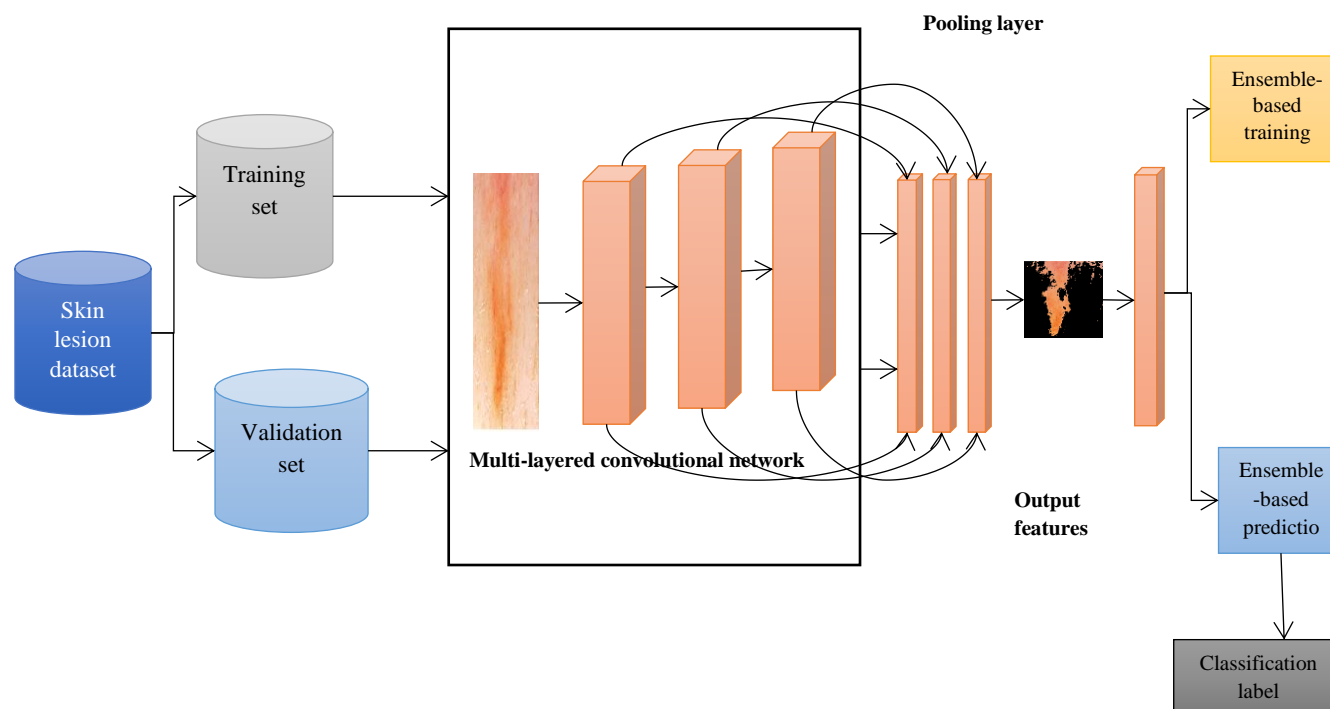 Pooling layer
Ensemble-
based
training
Training
set
Skin
lesion
dataset
Validation
set
Multi-layered convolutional network
Output
features
Ensemble
-based
predictio
Classification
label